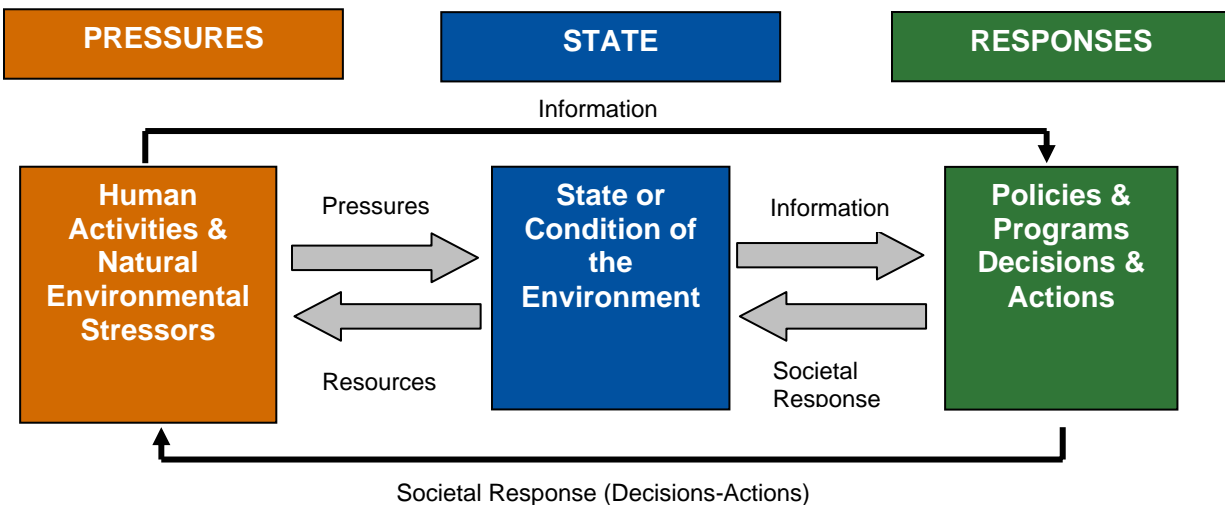 PRESSURES
STATE
RESPONSES
Information
Human
Activities &
Natural
Environmental
Stressors
Pressures
Resources
State or
Condition of
the
Environment
Information
Societal
Response
Policies &
Programs
Decisions &
Actions
Societal Response (Decisions-Actions)